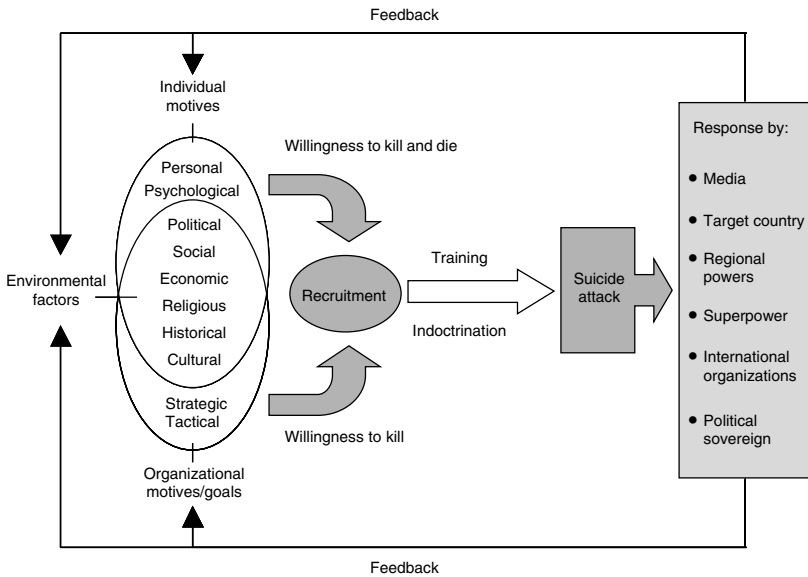 Feedback
Individual
motives
Personal
Psychological
Political
Social
Economic
Religious
Historical
Cultural
Strategic
Tactical
Organizational
motives/goals
Environmental
factors
Willingness to kill and die
Recruitment
Willingness to kill
Training
Indoctrination
Suicide
attack
Response by:
• Media
• Target country
• Regional
powers
• Superpower
• International
organizations
• Political
sovereign
Feedback